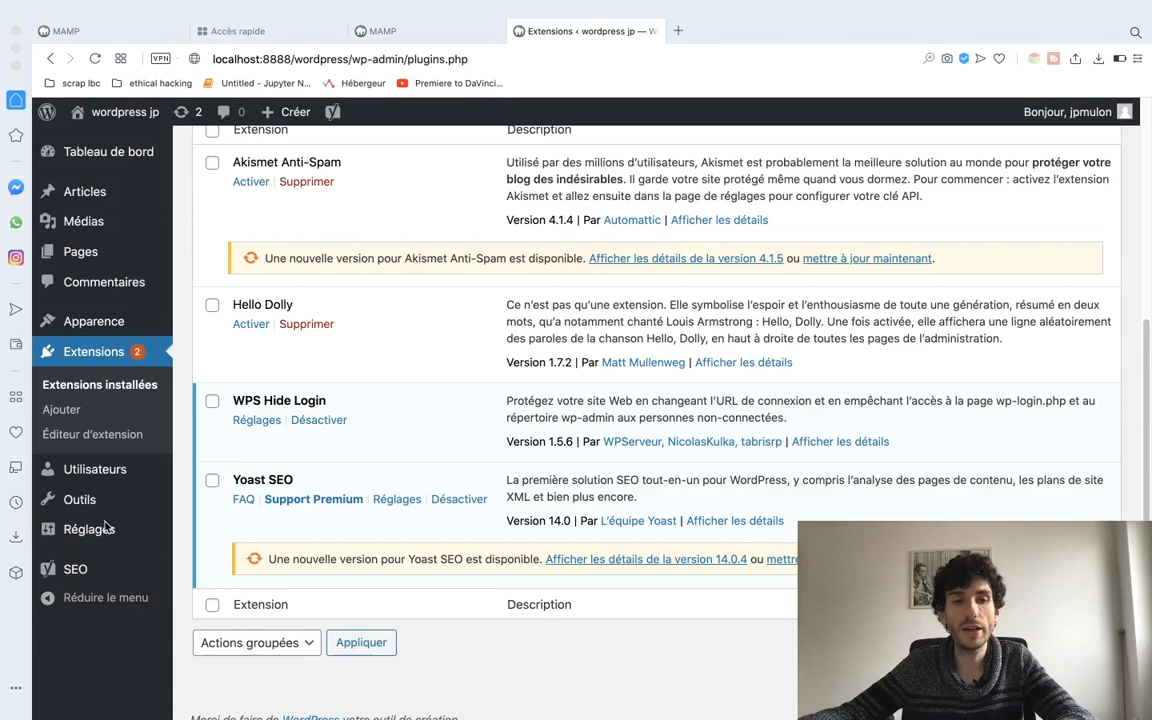 MAMP
Accès rapide
MAMP
Extensions ‹ wordpress jp — W
VPN
localhost:8888/wordpress/wp-admin/plugins.php
scrap lbc
ethical hacking
Untitled - Jupyter N...
Hébergeur
Premiere to DaVinci...
wordpress jp
2
0
Créer
Bonjour, jpmulon
Tableau de bord
Articles
Médias
Pages
Commentaires
Apparence
Extensions 2
Extensions installées
Ajouter
Éditeur d'extension
Utilisateurs
Outils
Réglages
SEO
Réduire le menu
Extension
Description
Akismet Anti-Spam
Activer | Supprimer
Utilisé par des millions d'utilisateurs, Akismet est probablement la meilleure solution au monde pour protéger votre
blog des indésirables. Il garde votre site protégé même quand vous dormez. Pour commencer : activez l'extension
Akismet et allez ensuite dans la page de réglages pour configurer votre clé API.
Version 4.1.4 | Par Automattic | Afficher les détails
Une nouvelle version pour Akismet Anti-Spam est disponible. Afficher les détails de la version 4.1.5 ou mettre à jour maintenant.
Hello Dolly
Activer | Supprimer
Ce n'est pas qu'une extension. Elle symbolise l'espoir et l'enthousiasme de toute une génération, résumé en deux
mots, qu'a notamment chanté Louis Armstrong : Hello, Dolly. Une fois activée, elle affichera une ligne aléatoirement
des paroles de la chanson Hello, Dolly, en haut à droite de toutes les pages de l'administration.
Version 1.7.2 | Par Matt Mullenweg | Afficher les détails
WPS Hide Login
Réglages | Désactiver
Protégez votre site Web en changeant l'URL de connexion et en empêchant l'accès à la page wp-login.php et au
répertoire wp-admin aux personnes non-connectées.
Version 1.5.6 | Par WPServeur, NicolasKulka, tabrisrp | Afficher les détails
Yoast SEO
FAQ | Support Premium | Réglages | Désactiver
La première solution SEO tout-en-un pour WordPress, y compris l'analyse des pages de contenu, les plans de site
XML et bien plus encore.
Version 14.0 | Par L'équipe Yoast | Afficher les détails
Une nouvelle version pour Yoast SEO est disponible. Afficher les détails de la version 14.0.4 ou mettre
Extension
Description
Actions groupées
Appliquer
Merci de faire de WordPress votre outil de création.